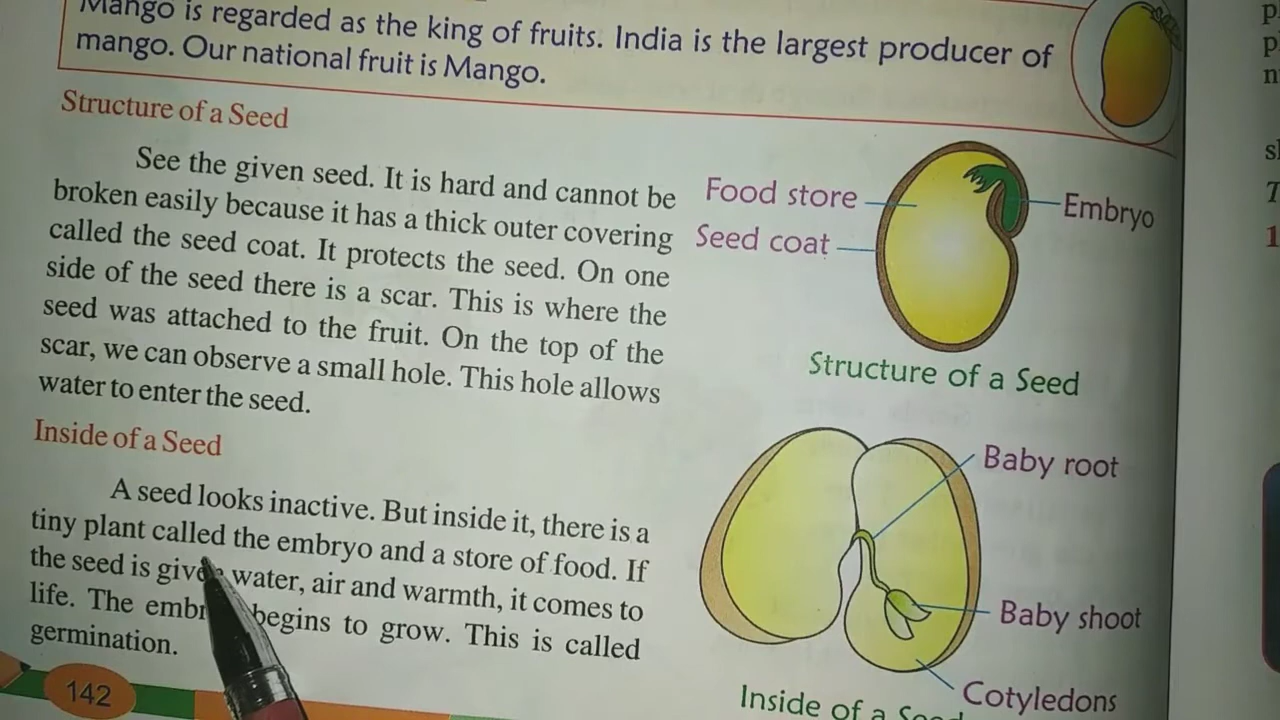 Mango is regarded as the king of fruits. India is the largest producer of
mango. Our national fruit is Mango.
Structure of a Seed
See the given seed. It is hard and cannot be
broken easily because it has a thick outer covering
called the seed coat. It protects the seed. On one
side of the seed there is a scar. This is where the
seed was attached to the fruit. On the top of the
scar, we can observe a small hole. This hole allows
water to enter the seed.
Food store
Seed coat
Embryo
Structure of a Seed
Inside of a Seed
A seed looks inactive. But inside it, there is a
tiny plant called the embryo and a store of food. If
the seed is given water, air and warmth, it comes to
life. The embryo begins to grow. This is called
germination.
Baby root
Baby shoot
Cotyledons
Inside of a Seed
142
1